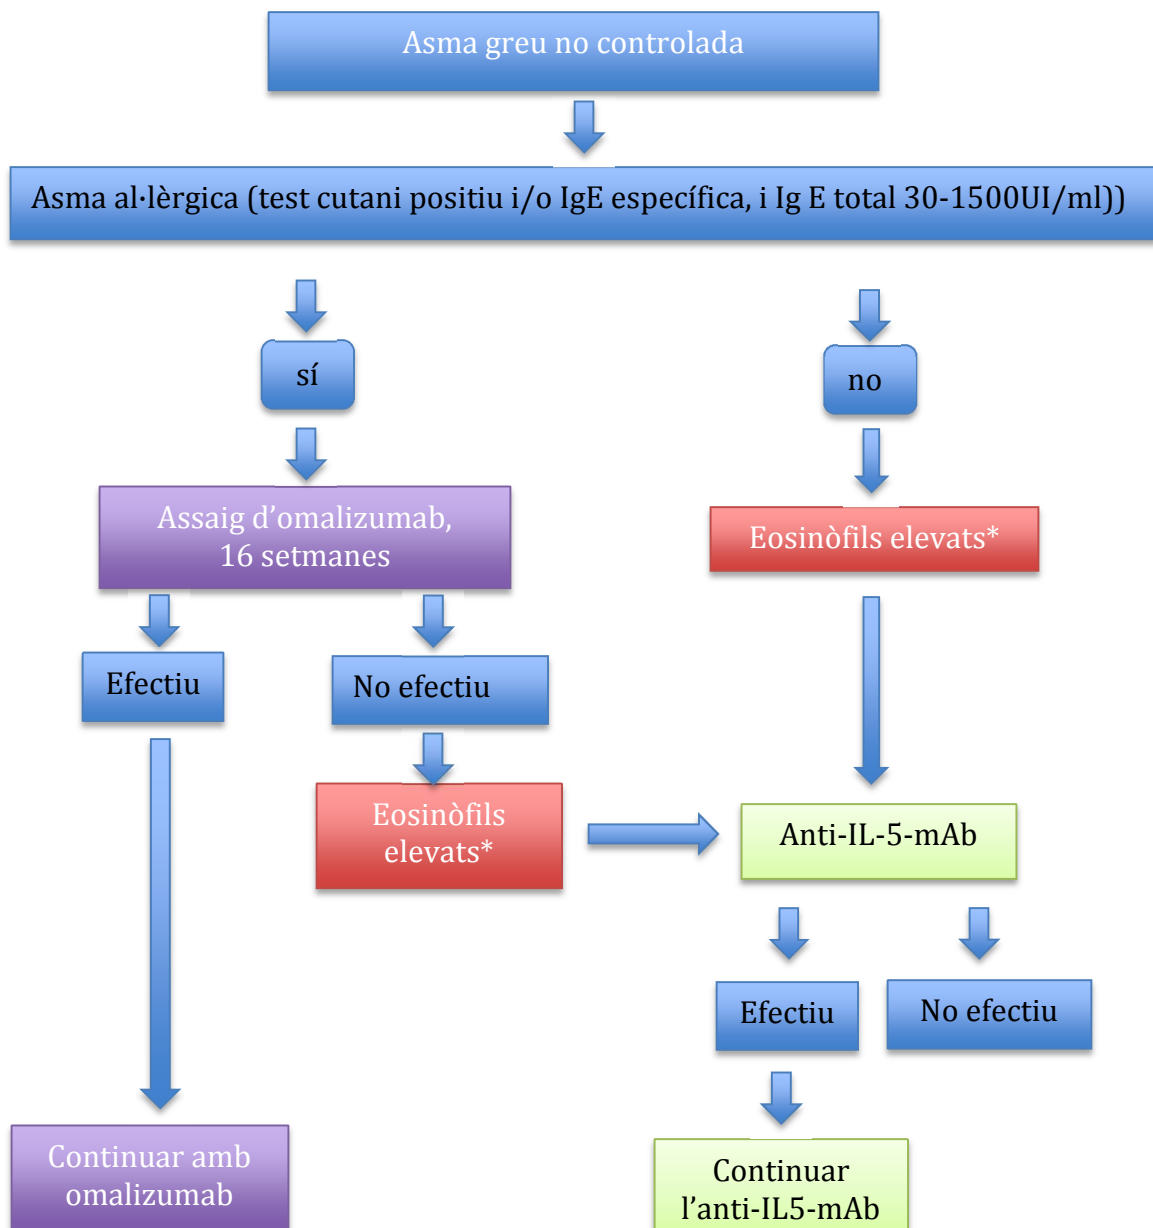 Asma greu no controlada
Asma al·lèrgica (test cutani positiu i/o IgE específica, i Ig E total 30-1500UI/ml))
sí
no
Assaig d’omalizumab,
16 setmanes
Eosinòfils elevats*
Efectiu
No efectiu
Eosinòfils
elevats*
Anti-IL-5-mAb
Efectiu
No efectiu
Continuar amb
omalizumab
Continuar
l’anti-IL5-mAb